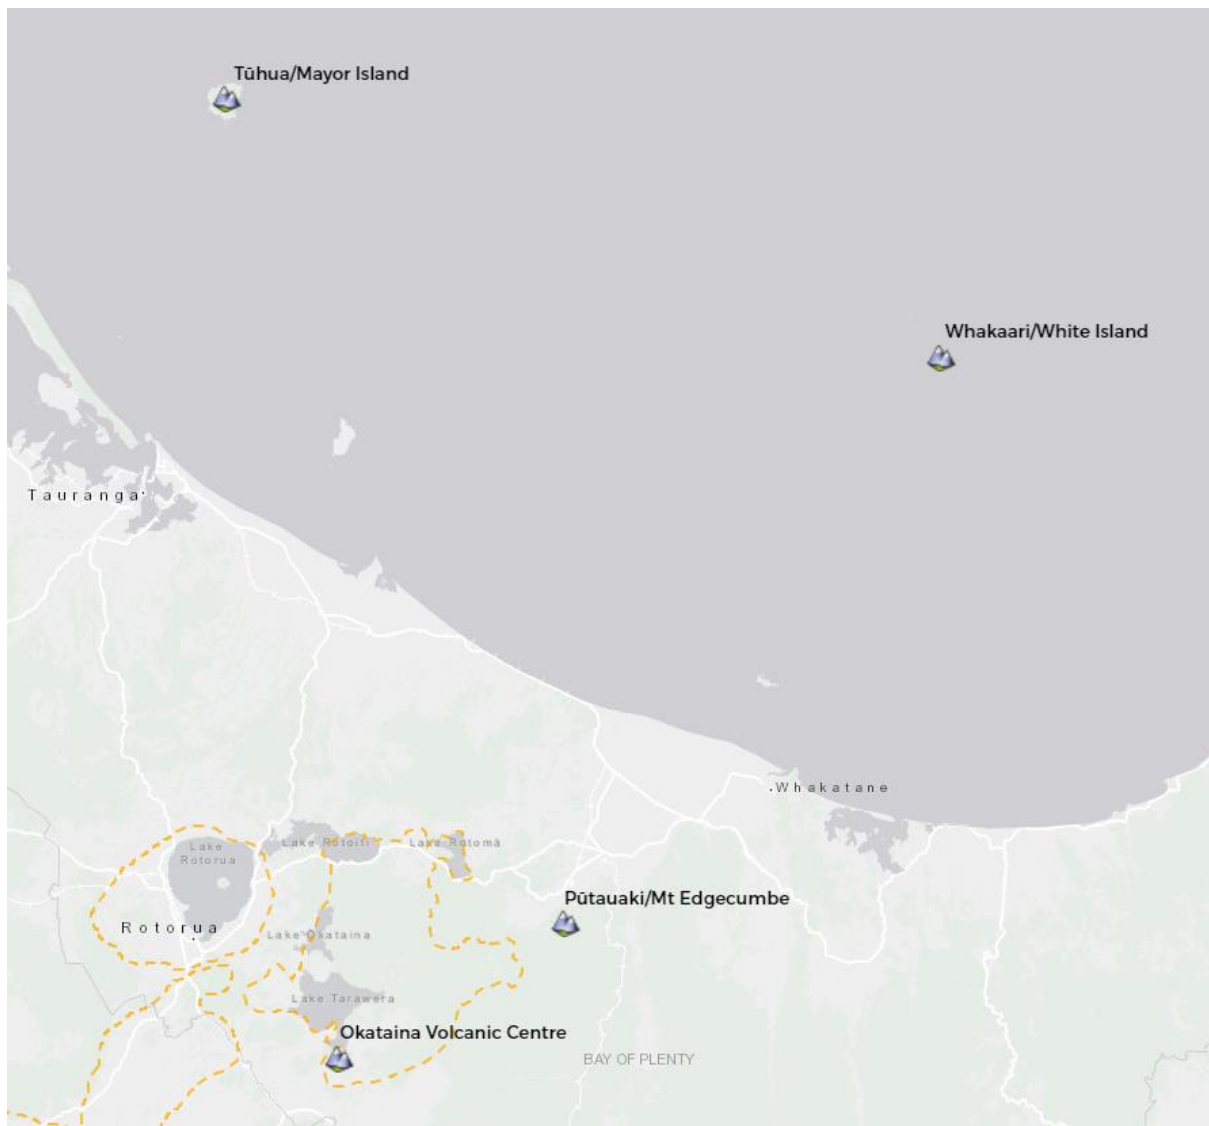 Tūhua/Mayor Island
Whakaari/White Island
Tauranga
Whakatane
Lake
Rotorua
Lake Rotoiti
Lake Rotomā
Pūtauaki/Mt Edgecumbe
Rotorua
Lake Okataina
Lake Tarawera
Okataina Volcanic Centre
BAY OF PLENTY